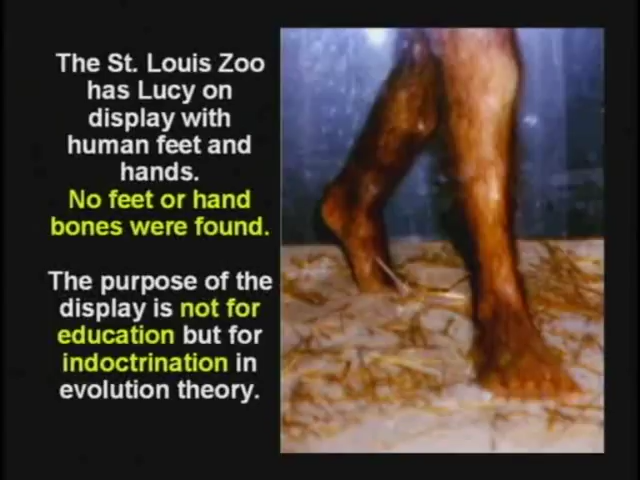 The St. Louis Zoo
has Lucy on
display with
human feet and
hands.
No feet or hand
bones were found.
The purpose of the
display is not for
education but for
indoctrination in
evolution theory.